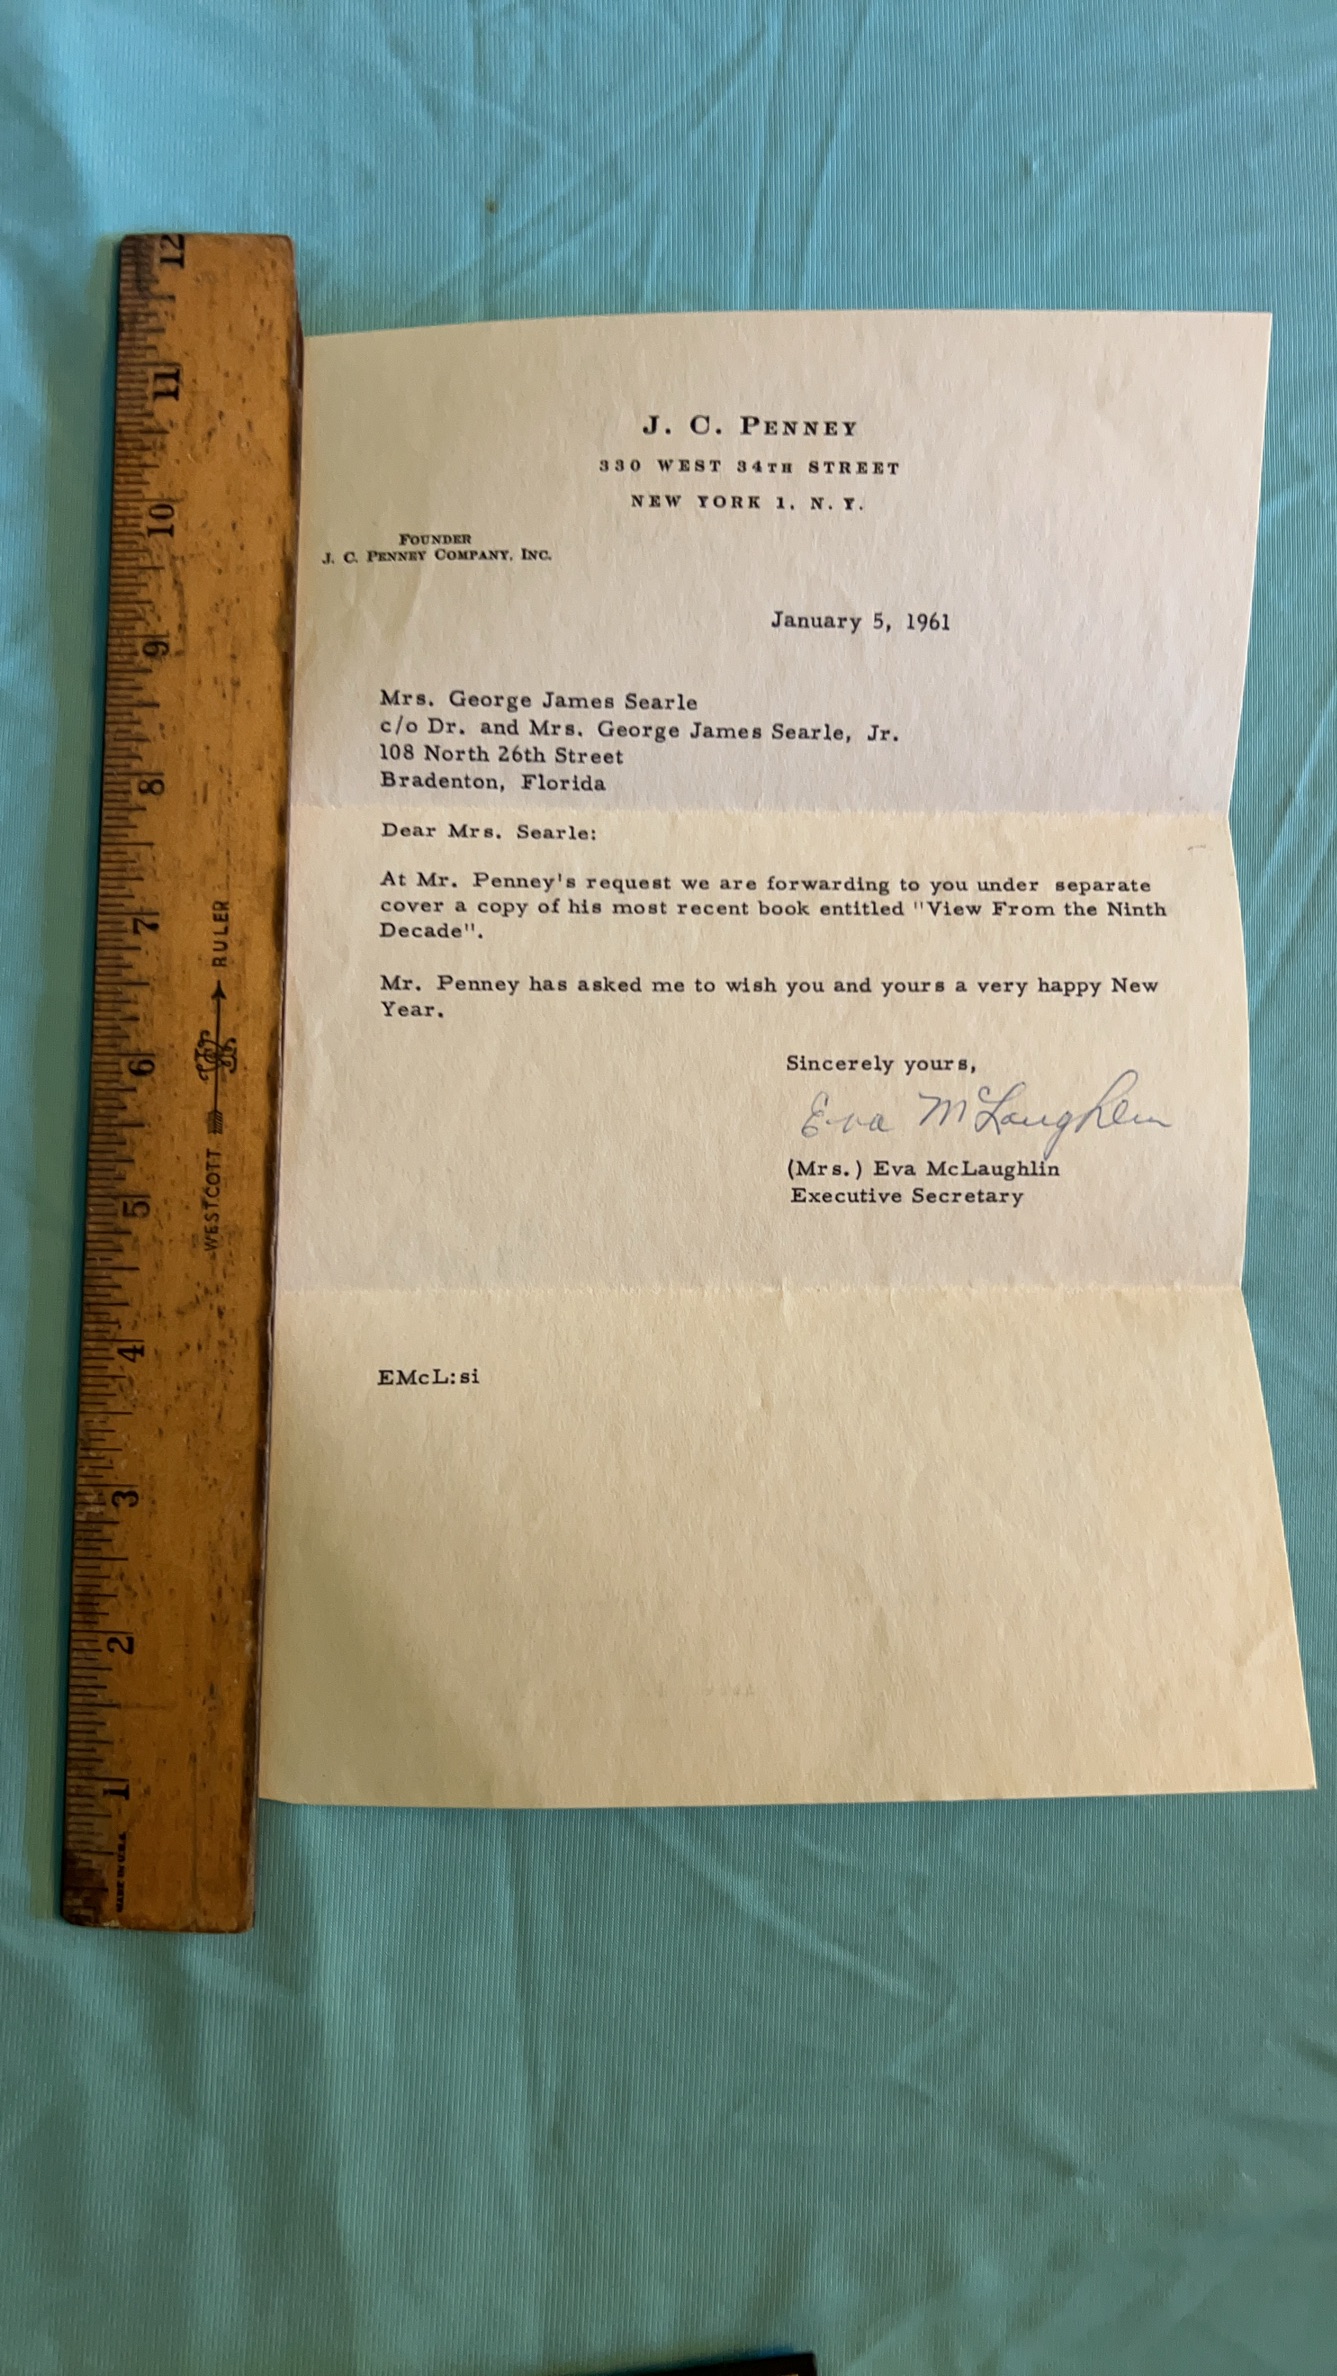 J. C. PENNEY
330 WEST 34TH STREET
NEW YORK 1, N. Y.
FOUNDER
J. C. PENNEY COMPANY, INC.
January 5, 1961
Mrs. George James Searle
c/o Dr. and Mrs. George James Searle, Jr.
108 North 26th Street
Bradenton, Florida
Dear Mrs. Searle:
At Mr. Penney's request we are forwarding to you under separate
cover a copy of his most recent book entitled "View From the Ninth
Decade".
Mr. Penney has asked me to wish you and yours a very happy New
Year.
Sincerely yours,
Eva McLaughlin
(Mrs.) Eva McLaughlin
Executive Secretary
EMcL:si
12
11
10
9
8
7
6
5
4
3
2
1
WESTCOTT RULER
MADE IN U.S.A.